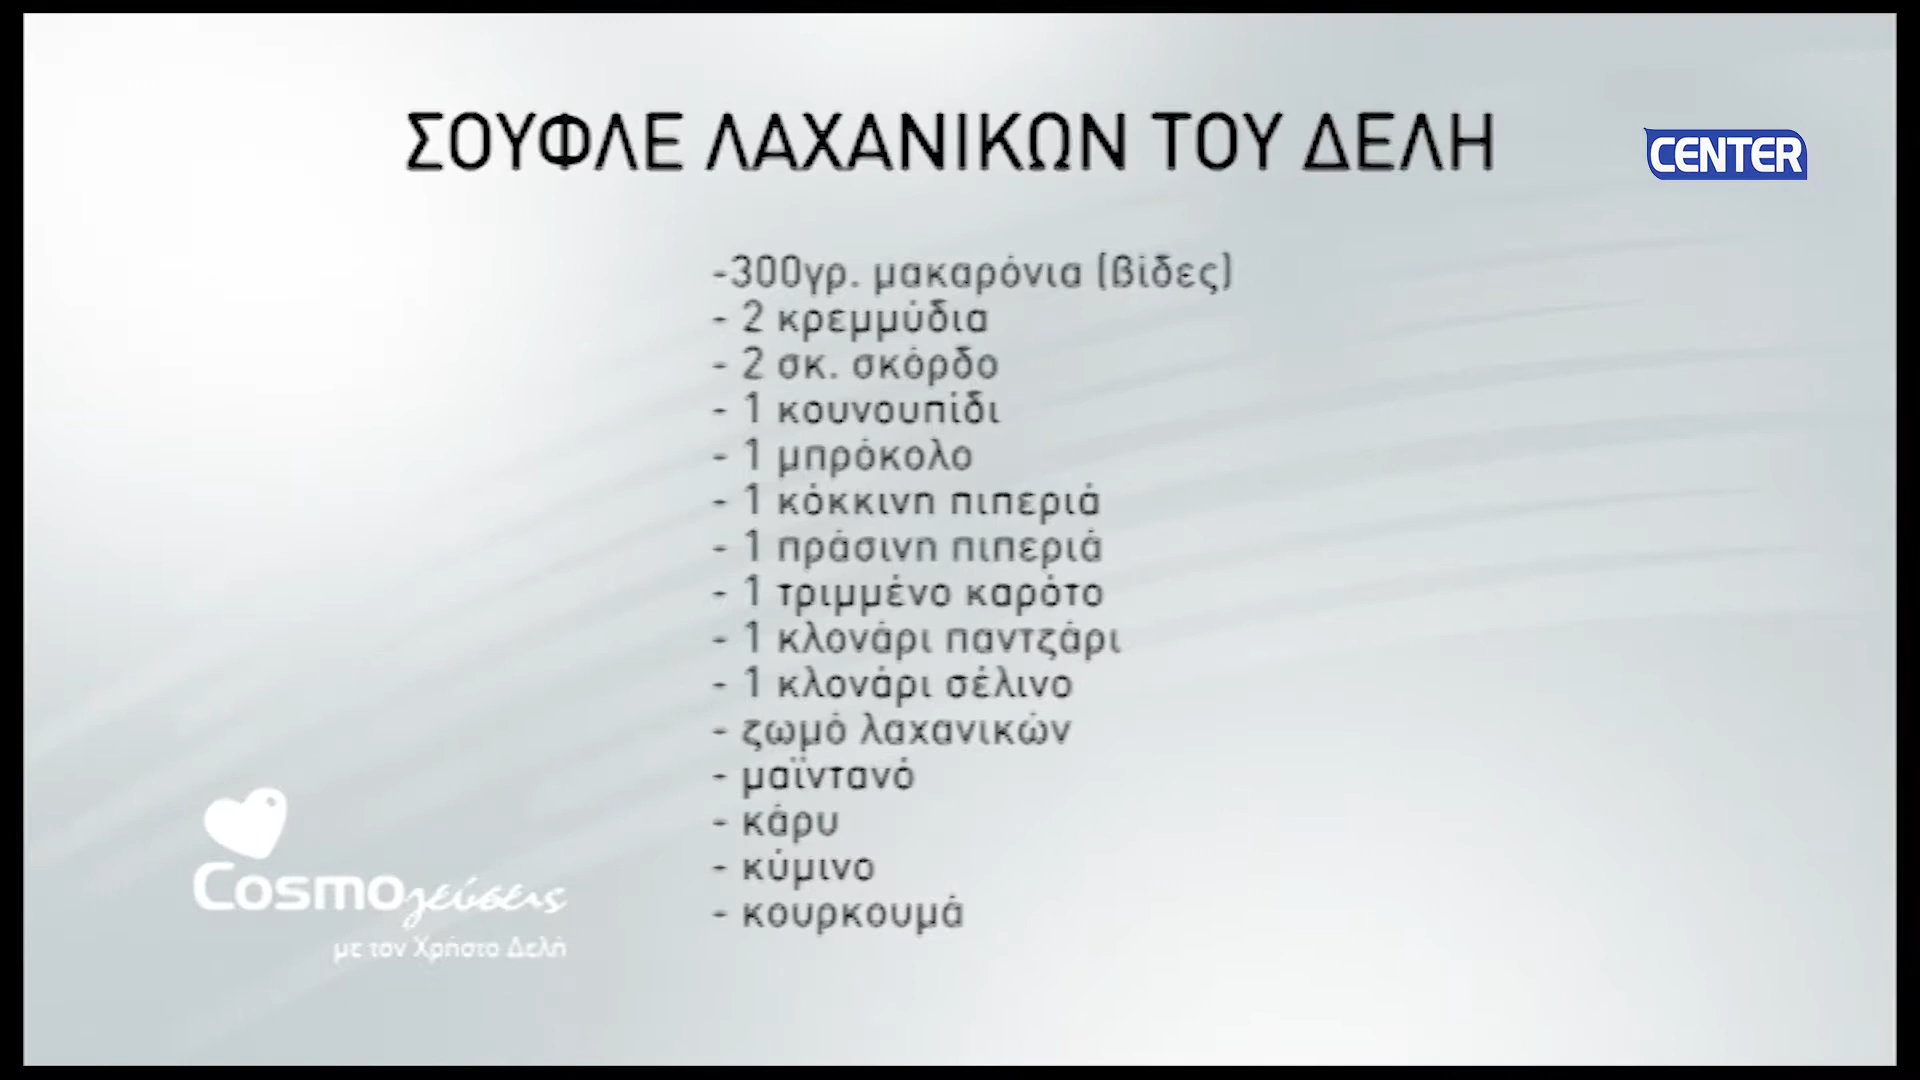 ΣΟΥΦΛΕ ΛΑΧΑΝΙΚΩΝ ΤΟΥ ΔΕΛΗ
CENTER
-300γρ. μακαρόνια (βίδες)
- 2 κρεμμύδια
- 2 σκ. σκόρδο
- 1 κουνουπίδι
- 1 μπρόκολο
- 1 κόκκινη πιπεριά
- 1 πράσινη πιπεριά
- 1 τριμμένο καρότο
- 1 κλονάρι παντζάρι
- 1 κλονάρι σέλινο
- ζωμό λαχανικών
- μαϊντανό
- κάρυ
- κύμινο
- κουρκουμά
Cosmoγεύσεις
με τον Χρήστο Δελή